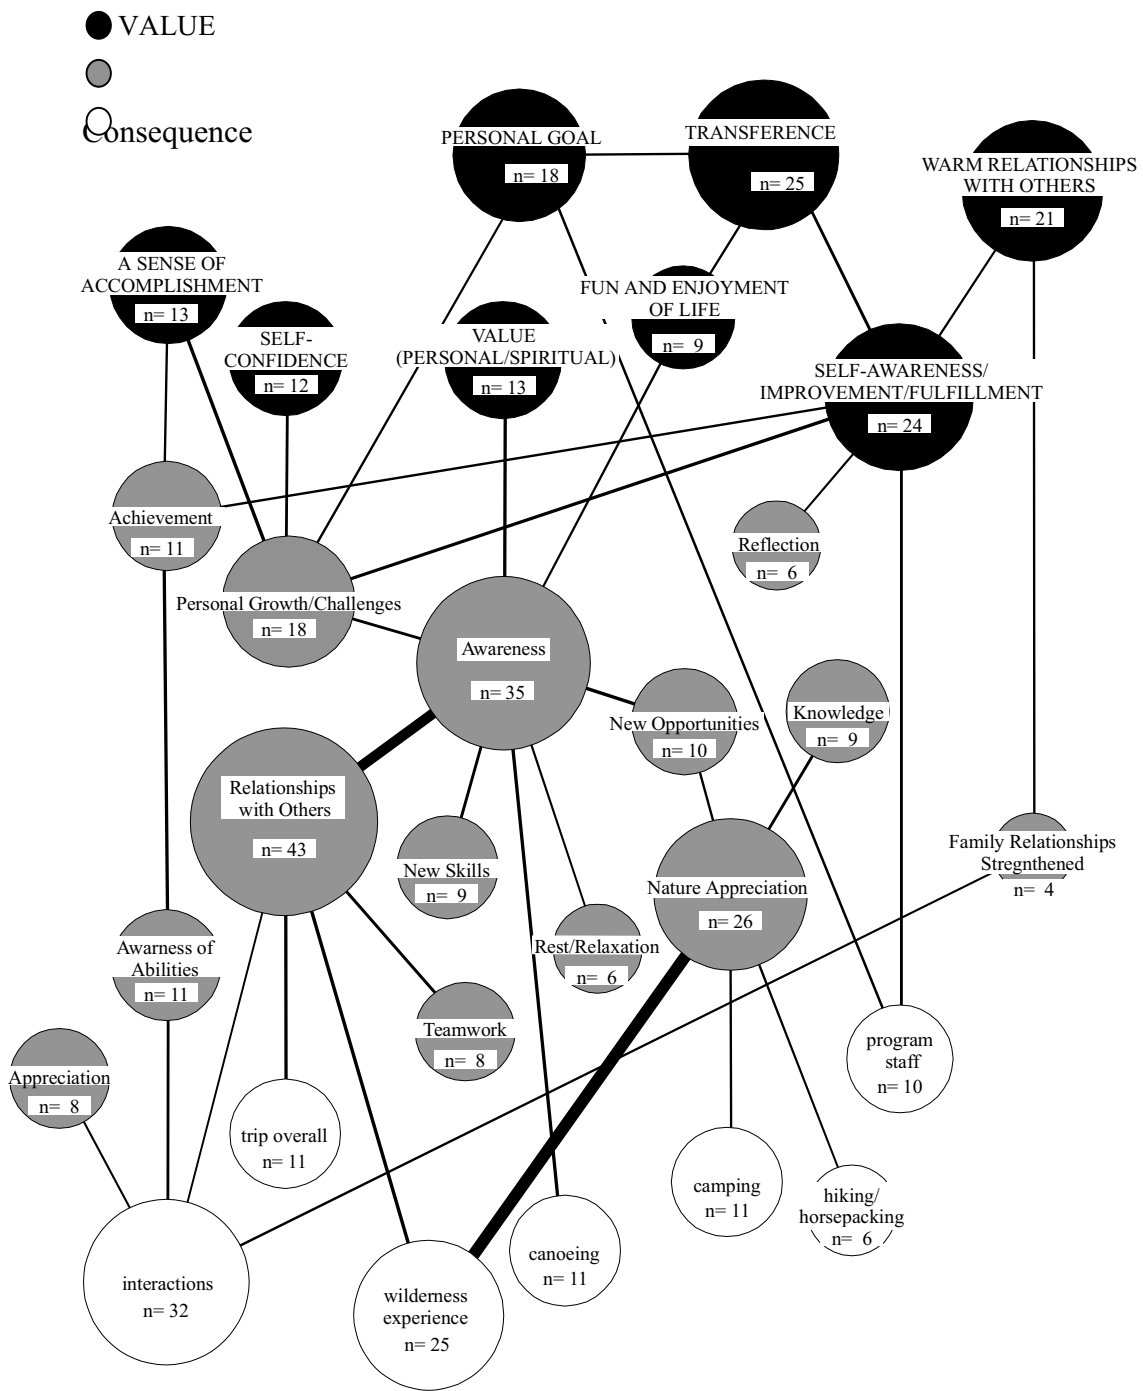 VALUE
Consequence
PERSONAL GOAL
n= 18
TRANSFERENCE
n= 25
WARM RELATIONSHIPS
WITH OTHERS
n= 21
A SENSE OF
ACCOMPLISHMENT
n= 13
SELF-
CONFIDENCE
n= 12
VALUE
(PERSONAL/SPIRITUAL)
n= 13
FUN AND ENJOYMENT
OF LIFE
n= 9
SELF-AWARENESS/
IMPROVEMENT/FULFILLMENT
n= 24
Achievement
n= 11
Reflection
n= 6
Personal Growth/Challenges
n= 18
Awareness
n= 35
New Opportunities
n= 10
Knowledge
n= 9
Relationships
with Others
n= 43
New Skills
n= 9
Nature Appreciation
n= 26
Family Relationships
Stregnthened
n= 4
Awarness of
Abilities
n= 11
Rest/Relaxation
n= 6
Teamwork
n= 8
program
staff
n= 10
Appreciation
n= 8
trip overall
n= 11
camping
n= 11
hiking/
horsepacking
n= 6
interactions
n= 32
wilderness
experience
n= 25
canoeing
n= 11